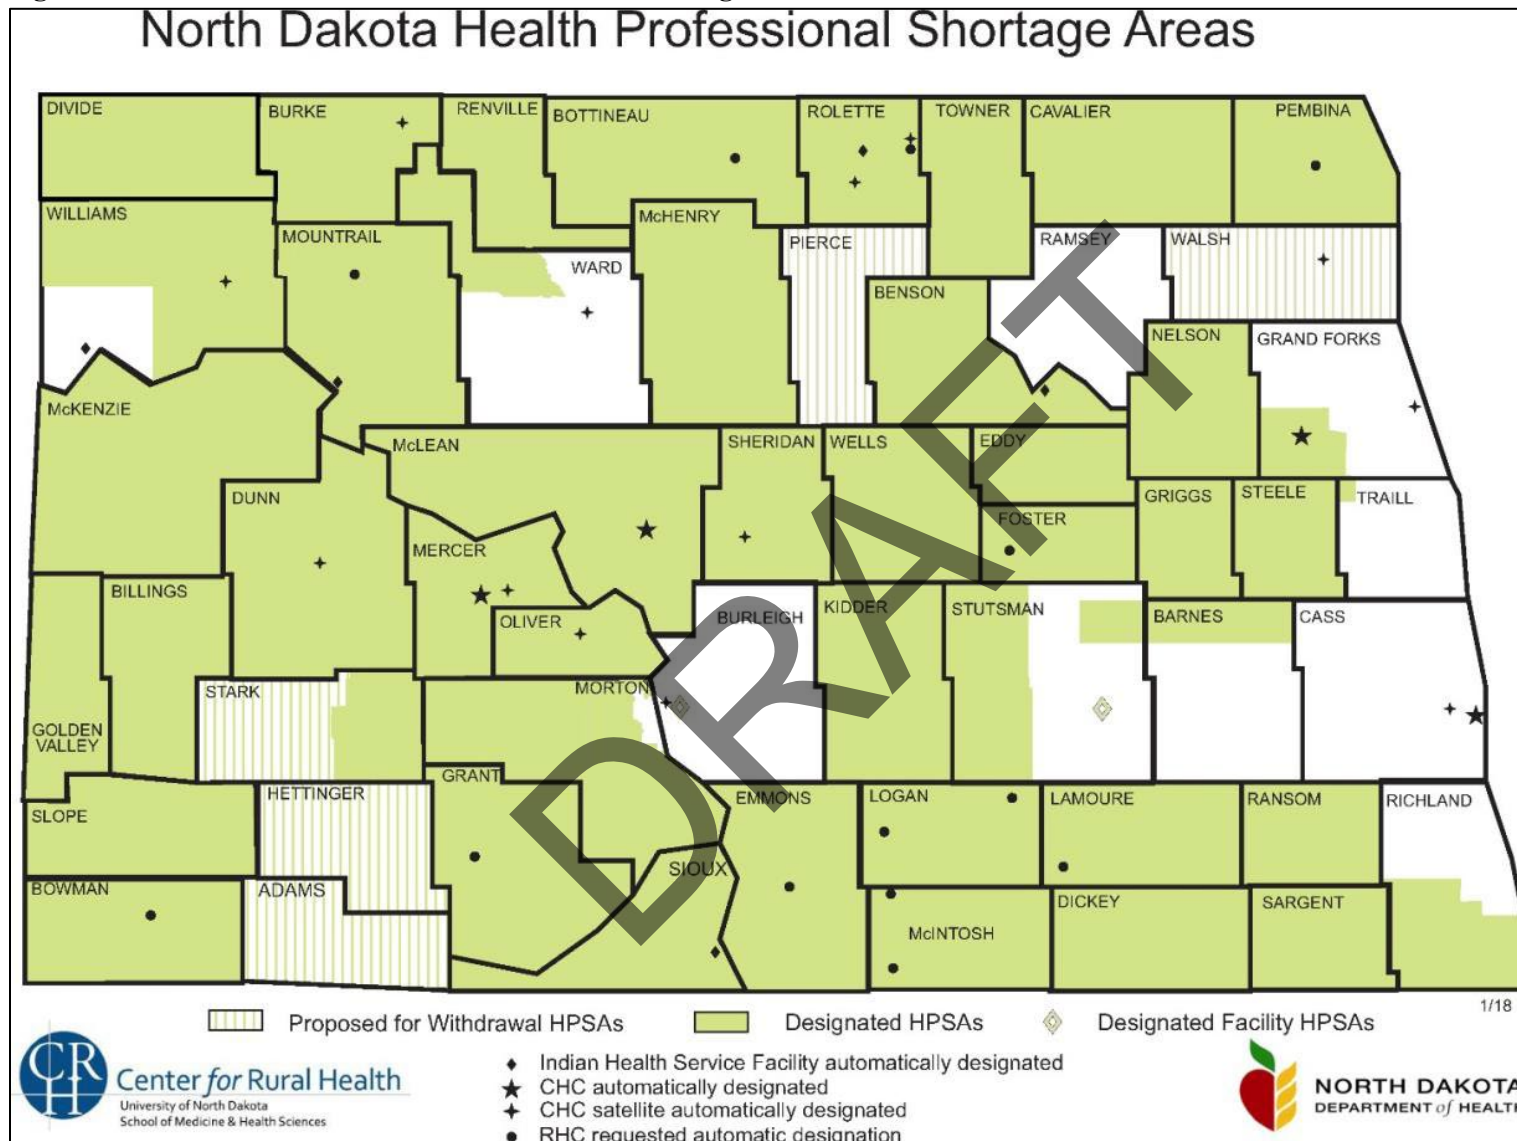 North Dakota Health Professional Shortage Areas
DIVIDE
BURKE
RENVILLE
BOTTINEAU
ROLETTE
TOWNER
CAVALIER
PEMBINA
WILLIAMS
MOUNTRAIL
WARD
McHENRY
PIERCE
BENSON
RAMSEY
WALSH
NELSON
GRAND FORKS
McKENZIE
McLEAN
SHERIDAN
WELLS
EDDY
DUNN
MERCER
FOSTER
GRIGGS
STEELE
TRAILL
BILLINGS
OLIVER
BURLEIGH
KIDDER
STUTSMAN
BARNES
CASS
GOLDEN
VALLEY
STARK
MORTON
GRANT
HETTINGER
SLOPE
EMMONS
LOGAN
LAMOURE
RANSOM
RICHLAND
BOWMAN
ADAMS
SIOUX
McINTOSH
DICKEY
SARGENT
DRAFT
1/18
Proposed for Withdrawal HPSAs
Designated HPSAs
Designated Facility HPSAs
Indian Health Service Facility automatically designated
CHC automatically designated
CHC satellite automatically designated
RHC requested automatic designation
CRH
Center for Rural Health
University of North Dakota
School of Medicine & Health Sciences
NORTH DAKOTA
DEPARTMENT of HEALTH